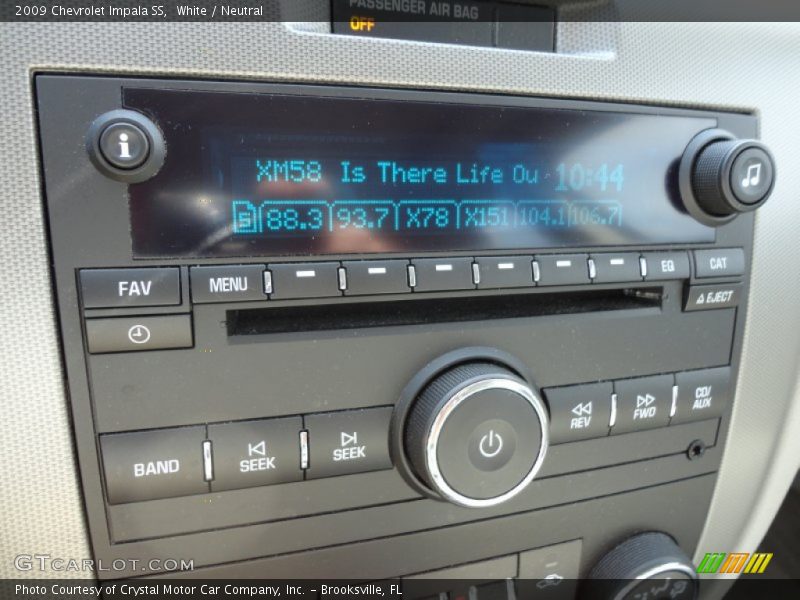 2009 Chevrolet Impala SS, White / Neutral
PASSENGER AIR BAG
OFF
i
XM58 Is There Life Ou 10:44
5 88.3 93.7 X78 X151 104.1 106.7
FAV MENU EQ CAT
EJECT
BAND SEEK SEEK REV FWD CD/
AUX
GTCARLOT.COM
Photo Courtesy of Crystal Motor Car Company, Inc. - Brooksville, FL